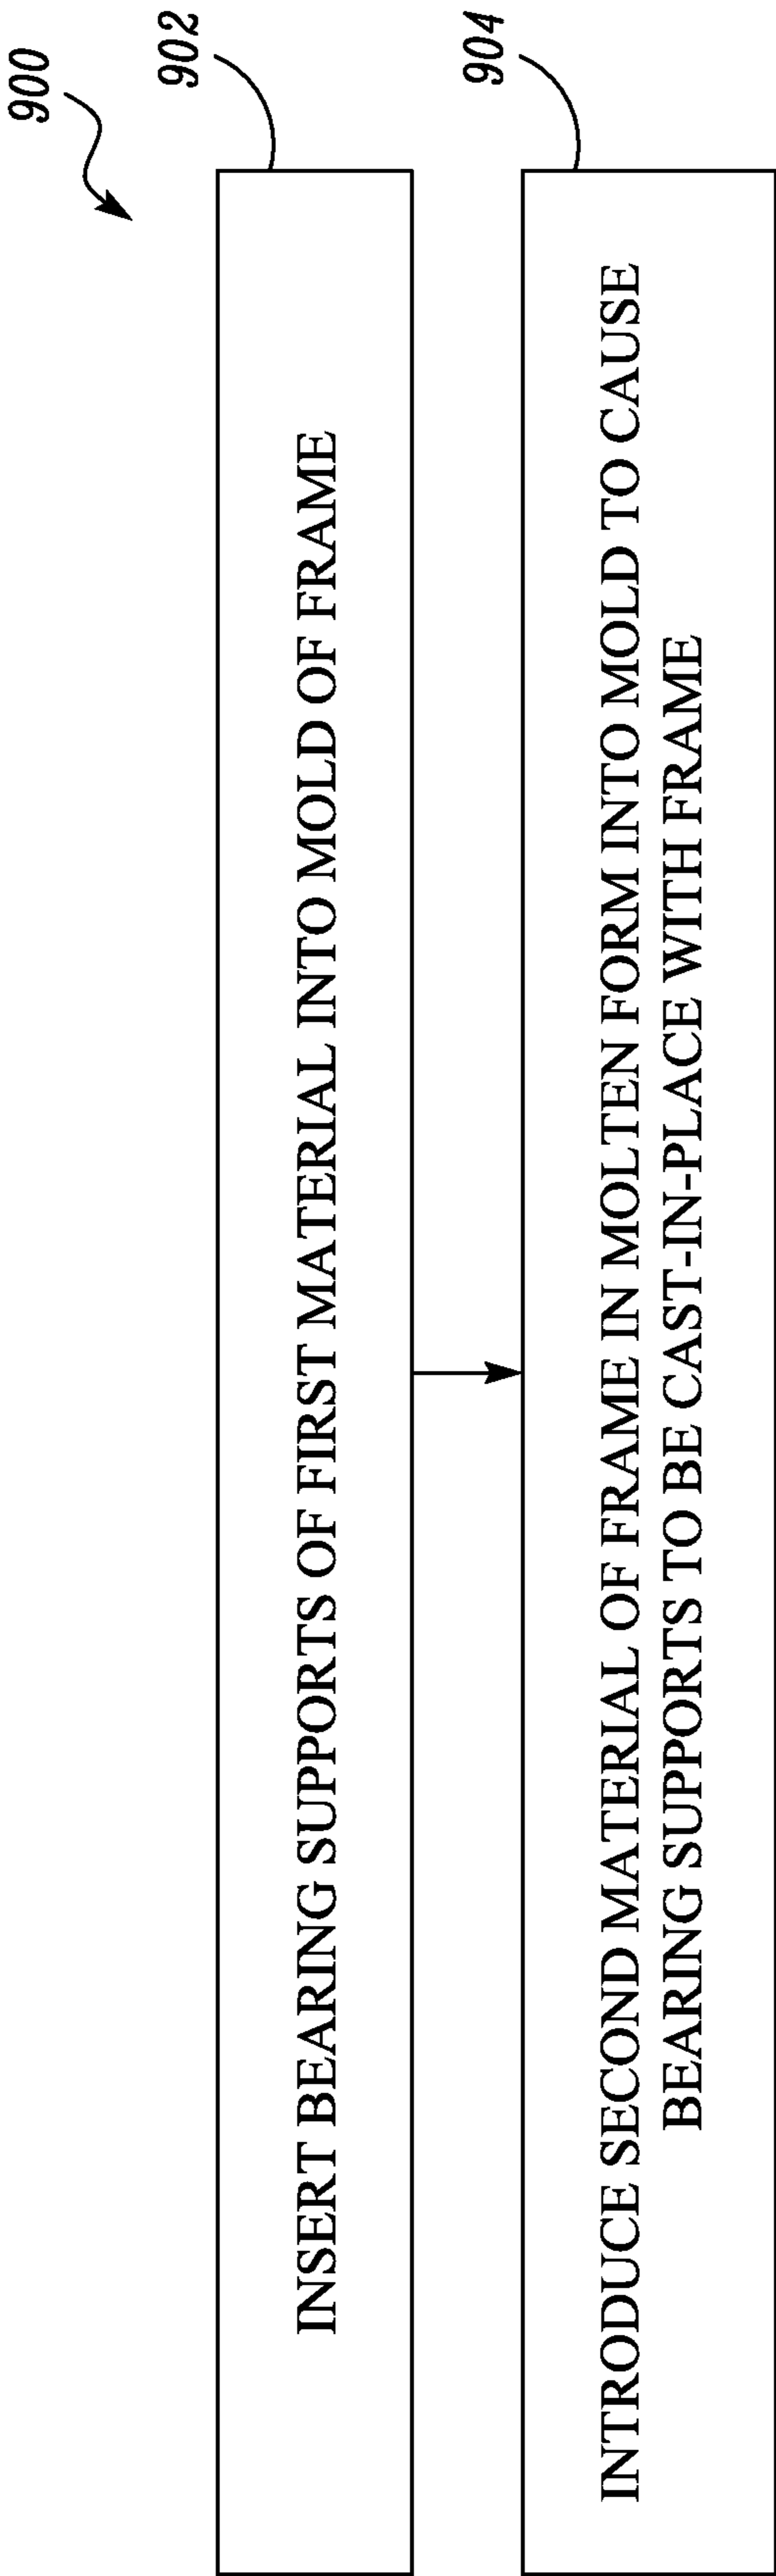 900
902
INSERT BEARING SUPPORTS OF FIRST MATERIAL INTO MOLD OF FRAME
904
INTRODUCE SECOND MATERIAL OF FRAME IN MOLTEN FORM INTO MOLD TO CAUSE
BEARING SUPPORTS TO BE CAST-IN-PLACE WITH FRAME